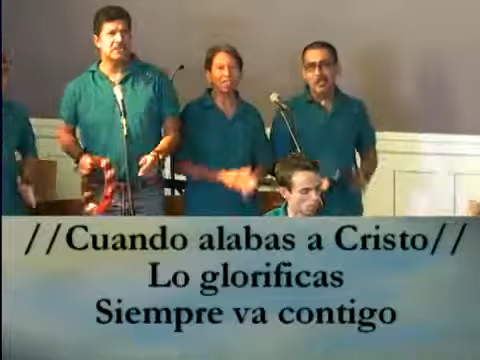 //Cuando alabas a Cristo//
Lo glorificas
Siempre va contigo